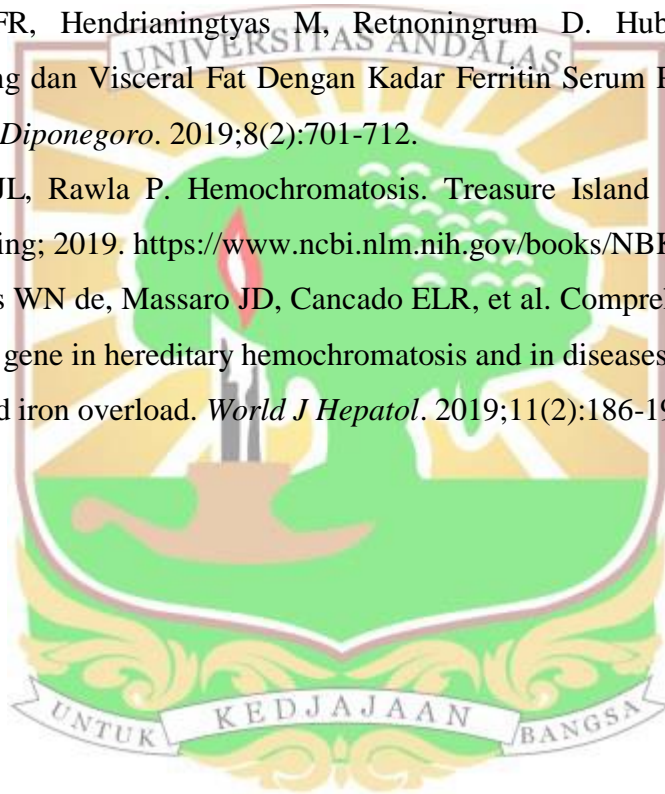 FR, Hendrianingtyas M, Retnoningrum D. Hub
UNIVERSITAS ANDALAS
ng dan Visceral Fat Dengan Kadar Ferritin Serum
Diponegoro. 2019;8(2):701-712.
JL, Rawla P. Hemochromatosis. Treasure Island
ing; 2019. https://www.ncbi.nlm.nih.gov/books/NBK
s WN de, Massaro JD, Cancado ELR, et al. Compre
gene in hereditary hemochromatosis and in diseases
d iron overload. World J Hepatol. 2019;11(2):186-19
UNTUK KEDJAJAAN BANGSA